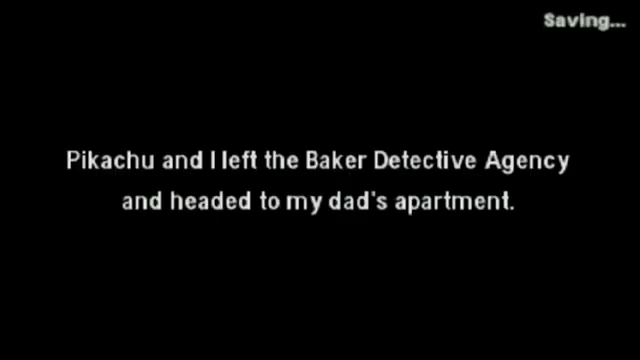 Saving...
Pikachu and I left the Baker Detective Agency
and headed to my dad's apartment.